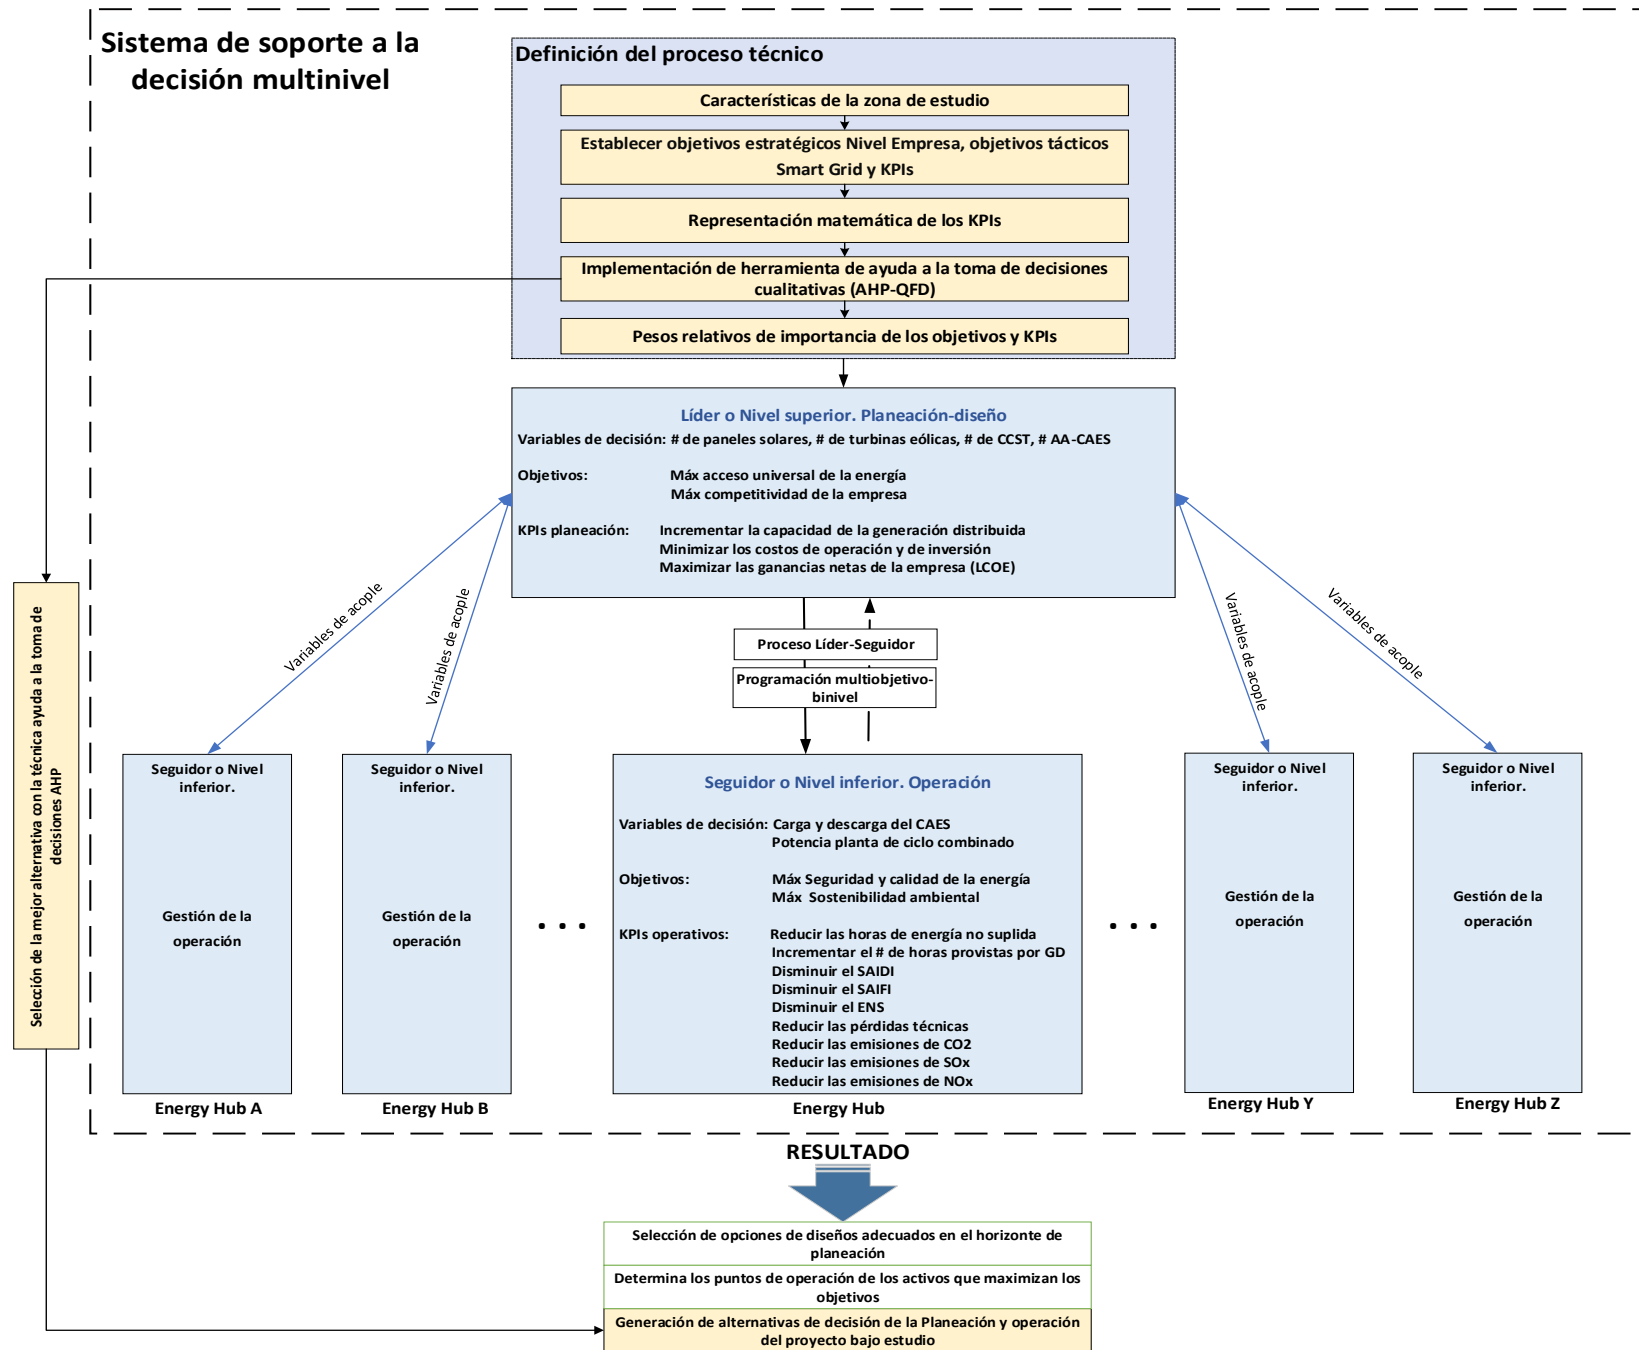 Sistema de soporte a la
decisión multinivel
Definición del proceso técnico
Características de la zona de estudio
Establecer objetivos estratégicos Nivel Empresa, objetivos tácticos
Smart Grid y KPIs
Representación matemática de los KPIs
Implementación de herramienta de ayuda a la toma de decisiones
cualitativas (AHP-QFD)
Pesos relativos de importancia de los objetivos y KPIs
Líder o Nivel superior. Planeación-diseño
Variables de decisión: # de paneles solares, # de turbinas eólicas, # de CCST, # AA-CAES
Objetivos: Máx acceso universal de la energía
Máx competitividad de la empresa
KPIs planeación: Incrementar la capacidad de la generación distribuida
Minimizar los costos de operación y de inversión
Maximizar las ganancias netas de la empresa (LCOE)
Variables de acople
Variables de acople
Proceso Líder-Seguidor
Programación multiobjetivo-
binivel
Variables de acople
Variables de acople
Selección de la mejor alternativa con la técnica ayuda a la toma de
decisiones AHP
Seguidor o Nivel
inferior.
Gestión de la
operación
Energy Hub A
Seguidor o Nivel
inferior.
Gestión de la
operación
Energy Hub B
. . .
Seguidor o Nivel inferior. Operación
Variables de decisión: Carga y descarga del CAES
Potencia planta de ciclo combinado
Objetivos: Máx Seguridad y calidad de la energía
Máx  Sostenibilidad ambiental
KPIs operativos: Reducir las horas de energía no suplida
Incrementar el # de horas provistas por GD
Disminuir el SAIDI
Disminuir el SAIFI
Disminuir el ENS
Reducir las pérdidas técnicas
Reducir las emisiones de CO2
Reducir las emisiones de SOx
Reducir las emisiones de NOx
Energy Hub
. . .
Seguidor o Nivel
inferior.
Gestión de la
operación
Energy Hub Y
Seguidor o Nivel
inferior.
Gestión de la
operación
Energy Hub Z
RESULTADO
Selección de opciones de diseños adecuados en el horizonte de
planeación
Determina los puntos de operación de los activos que maximizan los
objetivos
Generación de alternativas de decisión de la Planeación y operación
del proyecto bajo estudio